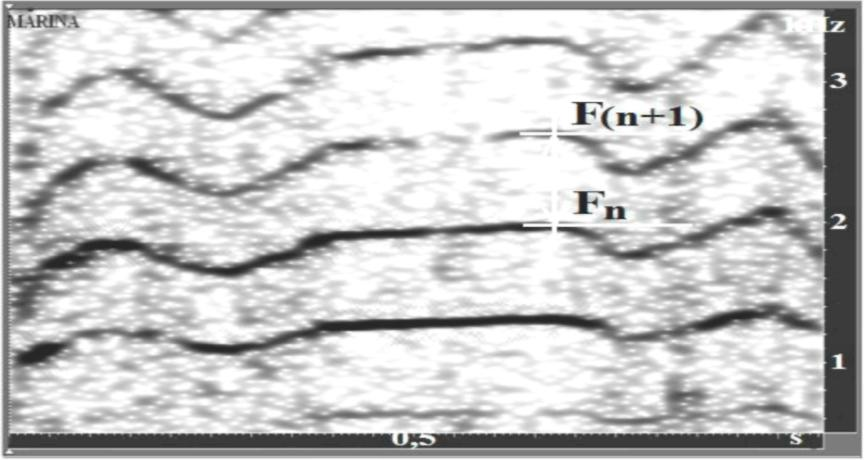 MARINA
kHz
3
F(n+1)
Fn
2
1
0,5 s